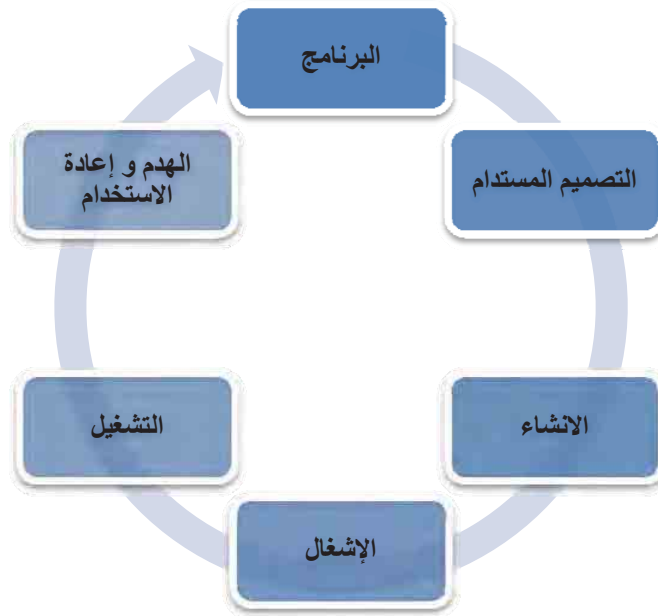 البرنامج
التصميم المستدام
الانشاء
الإشغال
التشغيل
الهدم و إعادة
الاستخدام